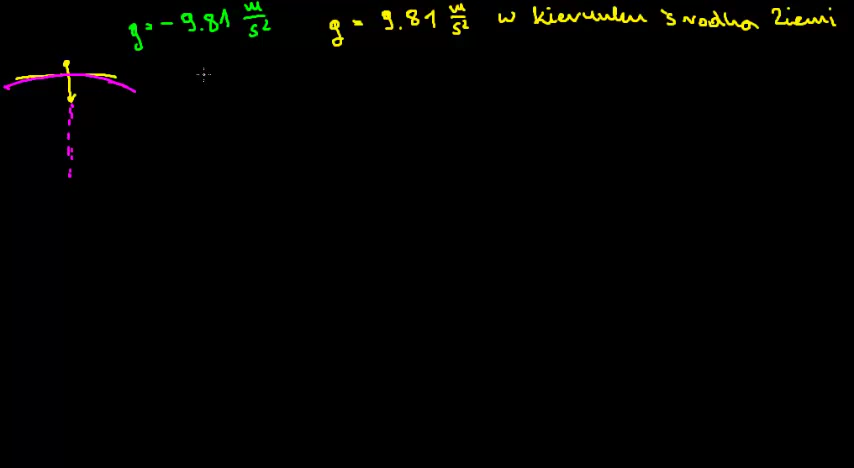 g = - 9.81 m/s² g = 9.81 m/s² w kierunku środka Ziemi